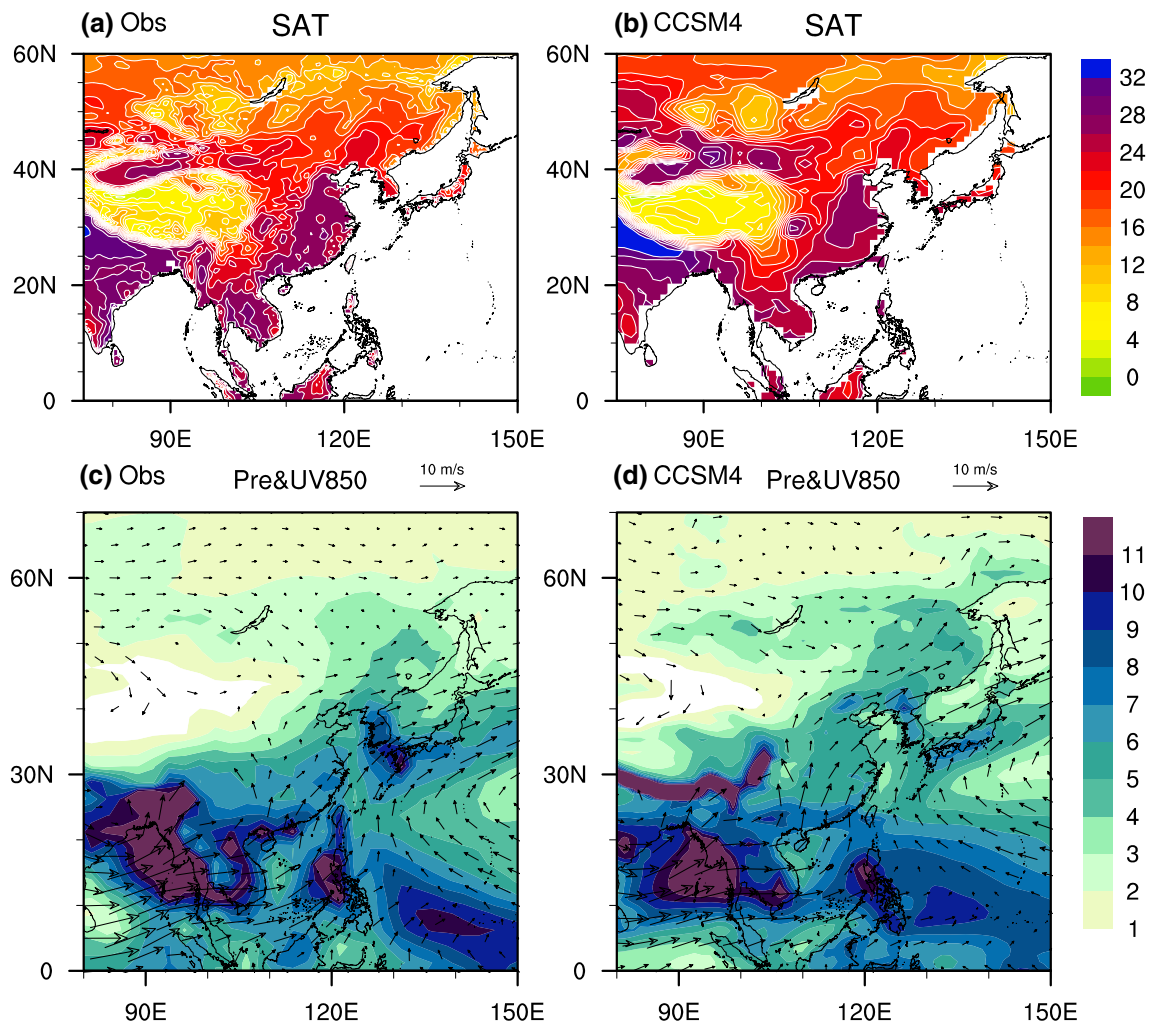 (a) Obs SAT
(b) CCSM4 SAT
60N
40N
20N
0
90E 120E 150E
60N
40N
20N
0
90E 120E 150E
32
28
24
20
16
12
8
4
0
(c) Obs Pre&UV850 10 m/s
(d) CCSM4 Pre&UV850 10 m/s
60N
30N
0
90E 120E 150E
60N
30N
0
90E 120E 150E
11
10
9
8
7
6
5
4
3
2
1